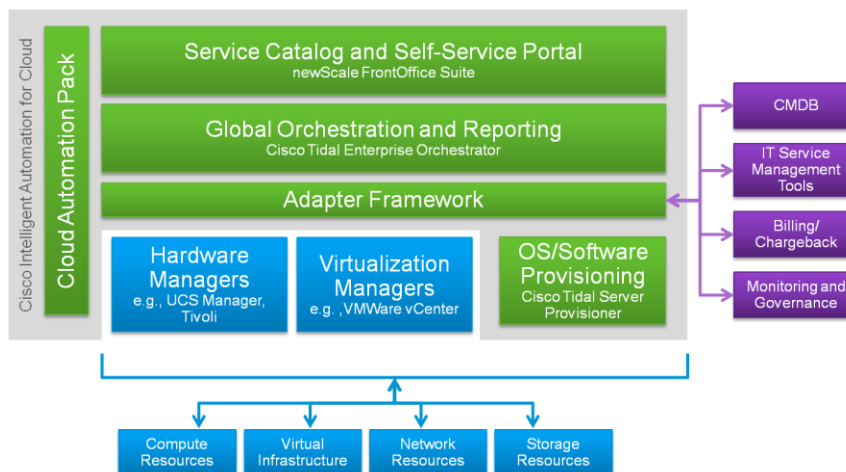 Cisco Intelligent Automation for Cloud
Cloud Automation Pack
Service Catalog and Self-Service Portal
newScale FrontOffice Suite
Global Orchestration and Reporting
Cisco Tidal Enterprise Orchestrator
Adapter Framework
Hardware
Managers
e.g., UCS Manager,
Tivoli
Virtualization
Managers
e.g. ,VMWare vCenter
OS/Software
Provisioning
Cisco Tidal Server
Provisioner
CMDB
IT Service
Management
Tools
Billing/
Chargeback
Monitoring and
Governance
Compute
Resources
Virtual
Infrastructure
Network
Resources
Storage
Resources